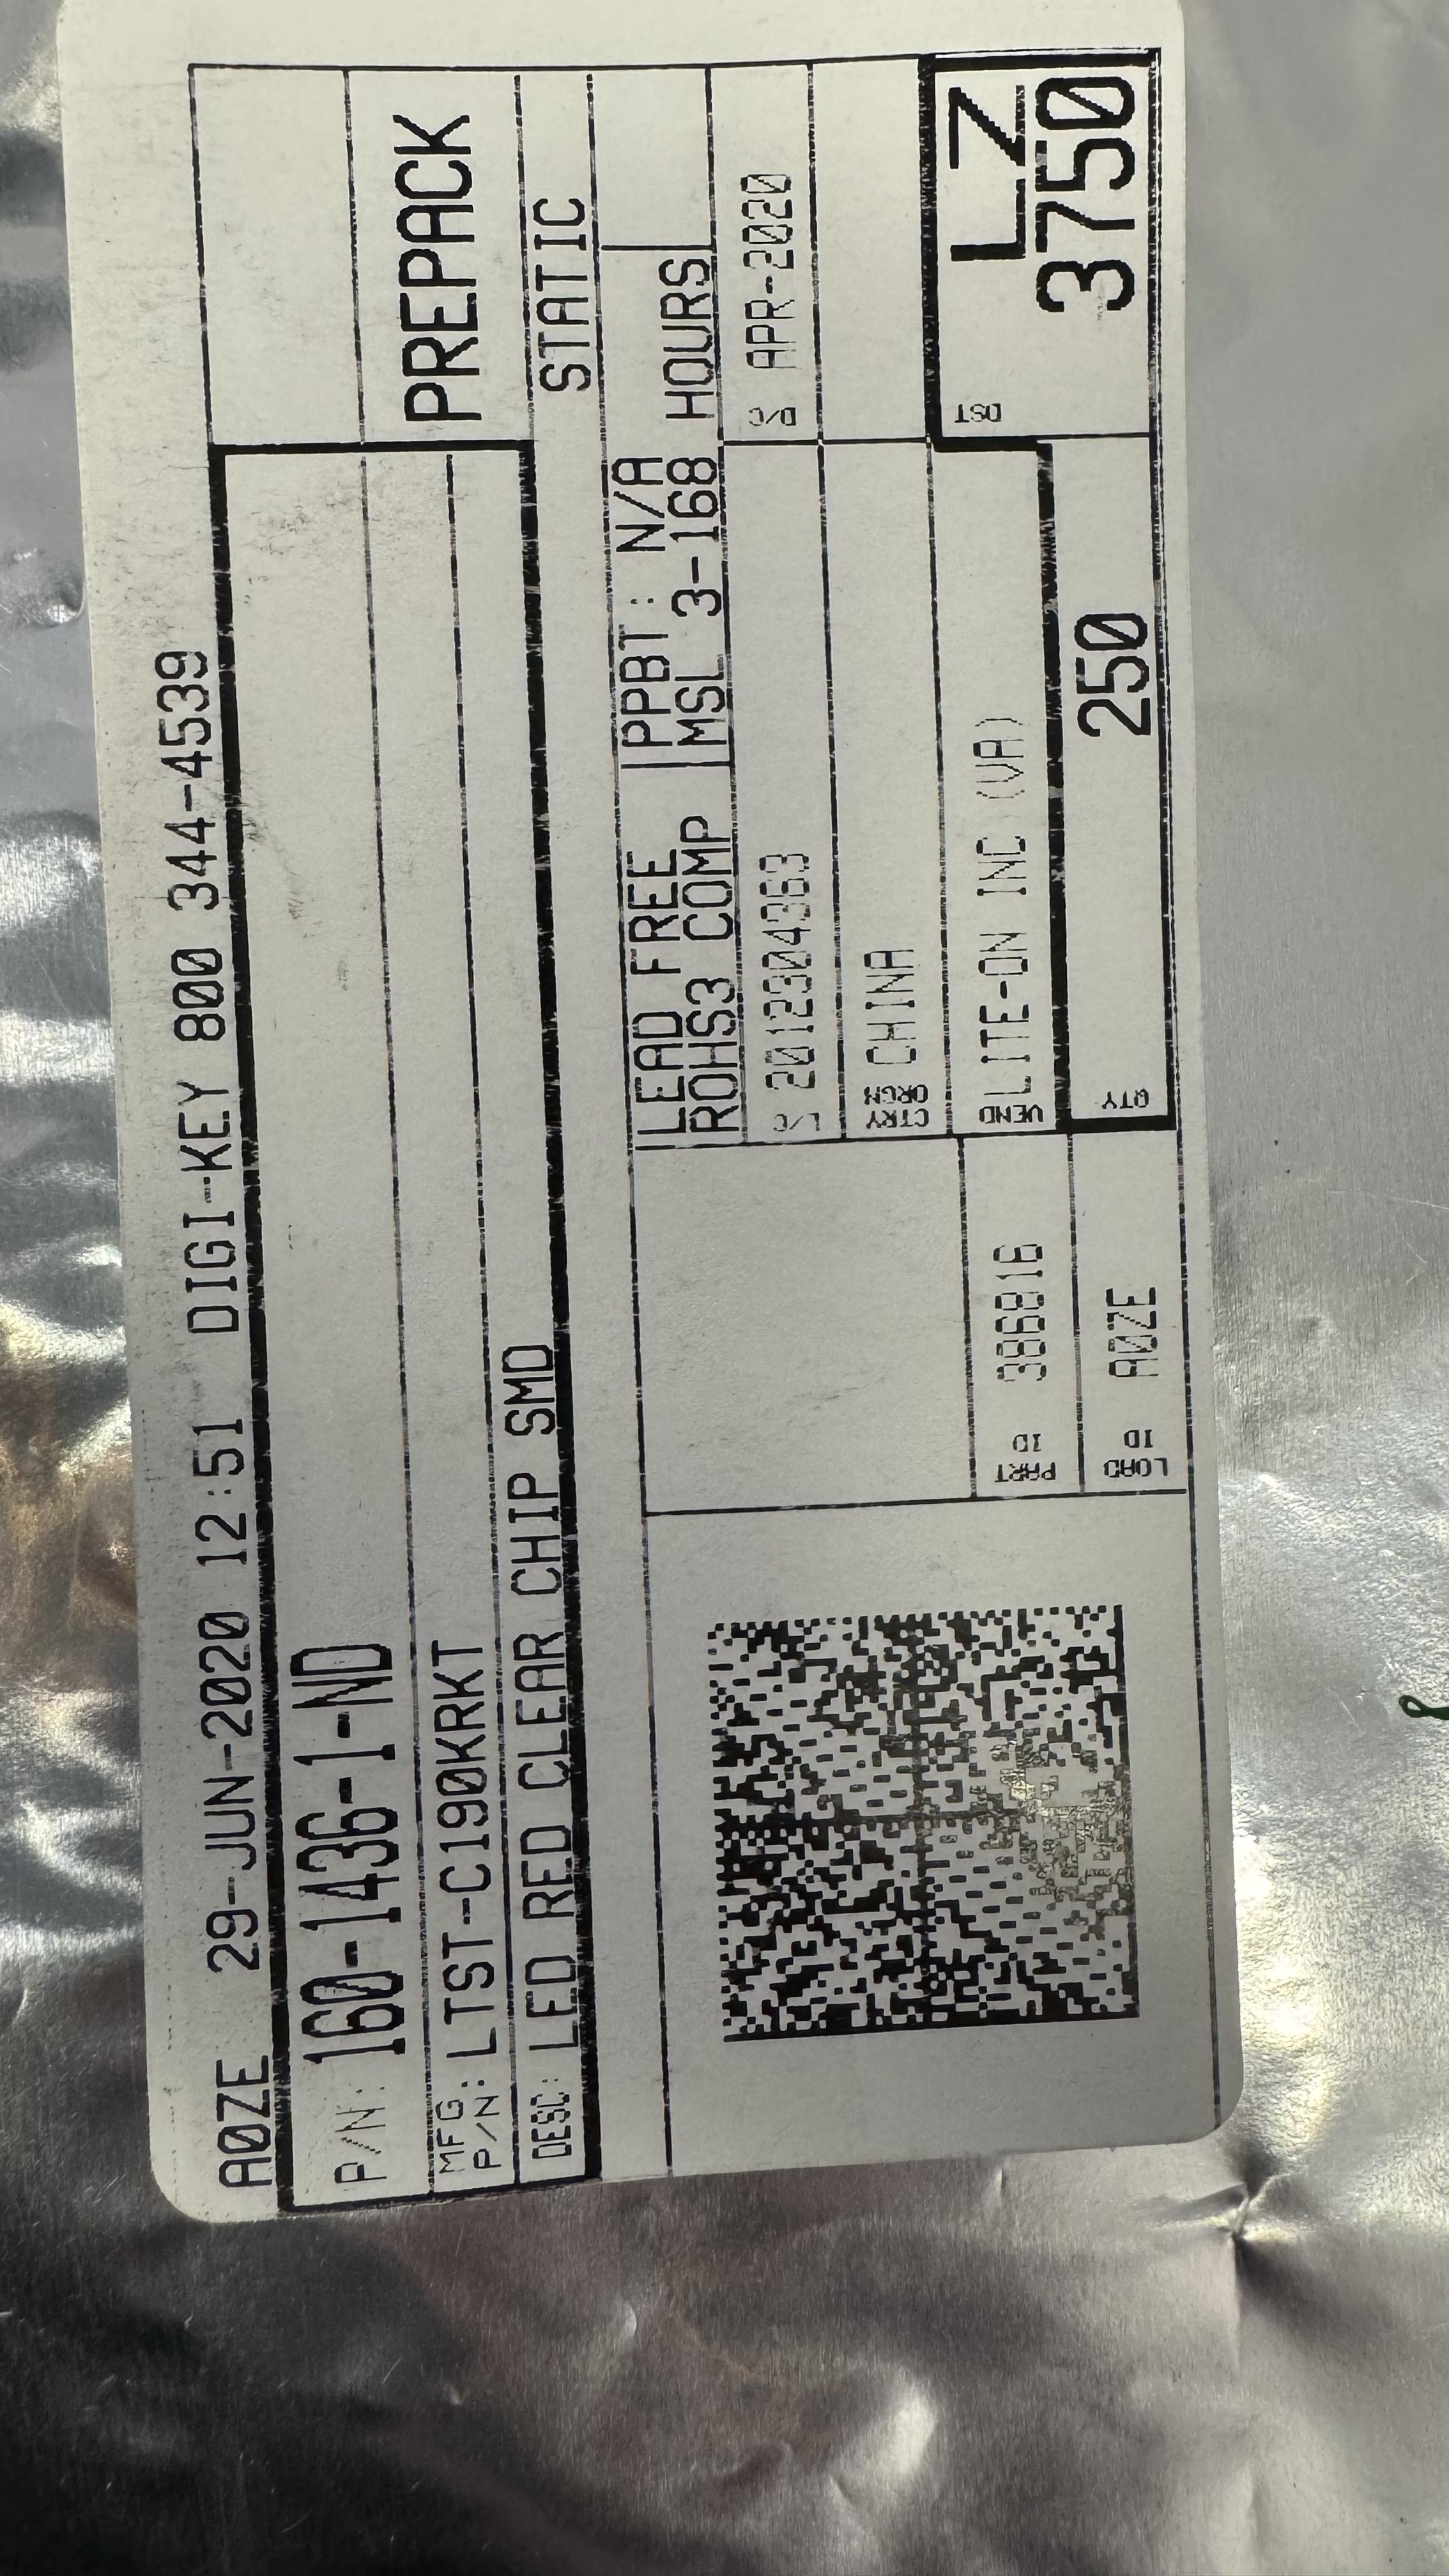 A0ZE 29-JUN-2020 12:51 DIGI-KEY 800 344-4539
P/N: 160-1436-1-ND
MFG P/N: LTST-C190KRKT
PREPACK
DESC: LED RED CLEAR CHIP SMD
STATIC
LEAD FREE
ROHS3 COMP
PPBT: N/A
MSL 3-168 HOURS
L/C 2012304363
D/C APR-2020
CTRY ORGN CHINA
PART ID 386816
VEND LITE-ON INC (VA)
LOAD ID A0ZE
QTY 250
DST LZ
3750